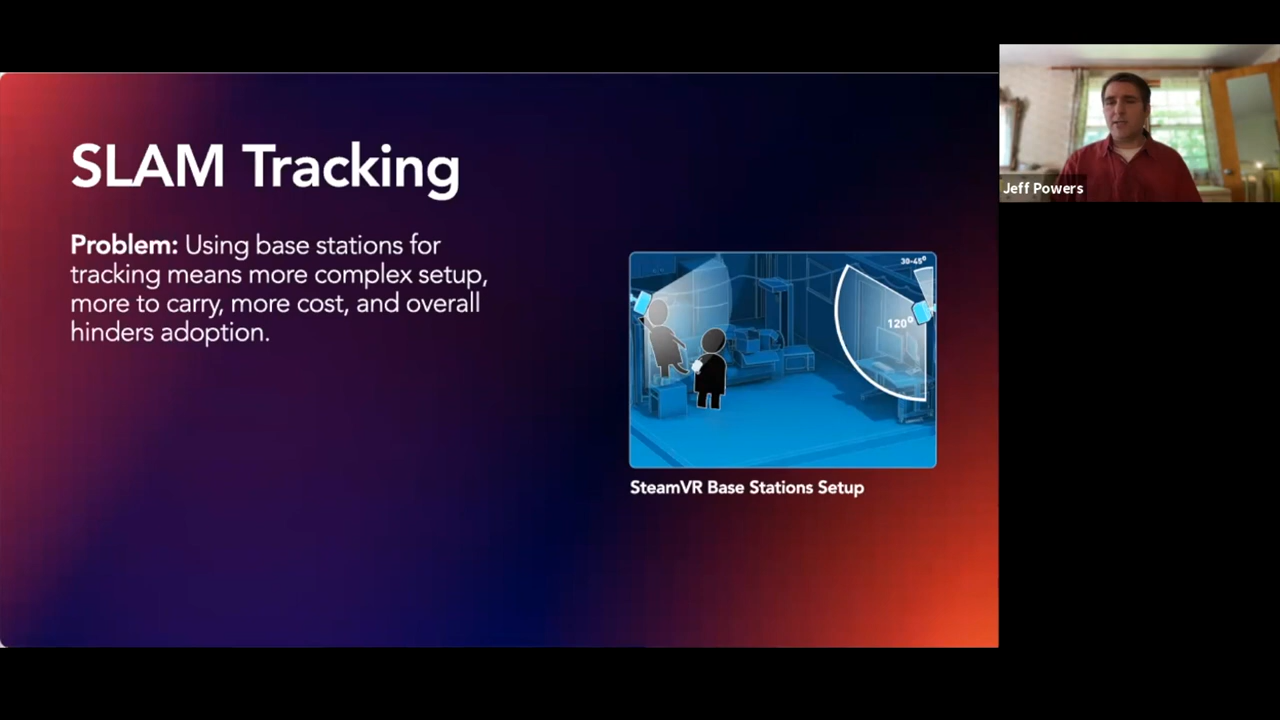 SLAM Tracking
Problem: Using base stations for
tracking means more complex setup,
more to carry, more cost, and overall
hinders adoption.
30-45°
120°
SteamVR Base Stations Setup
Jeff Powers